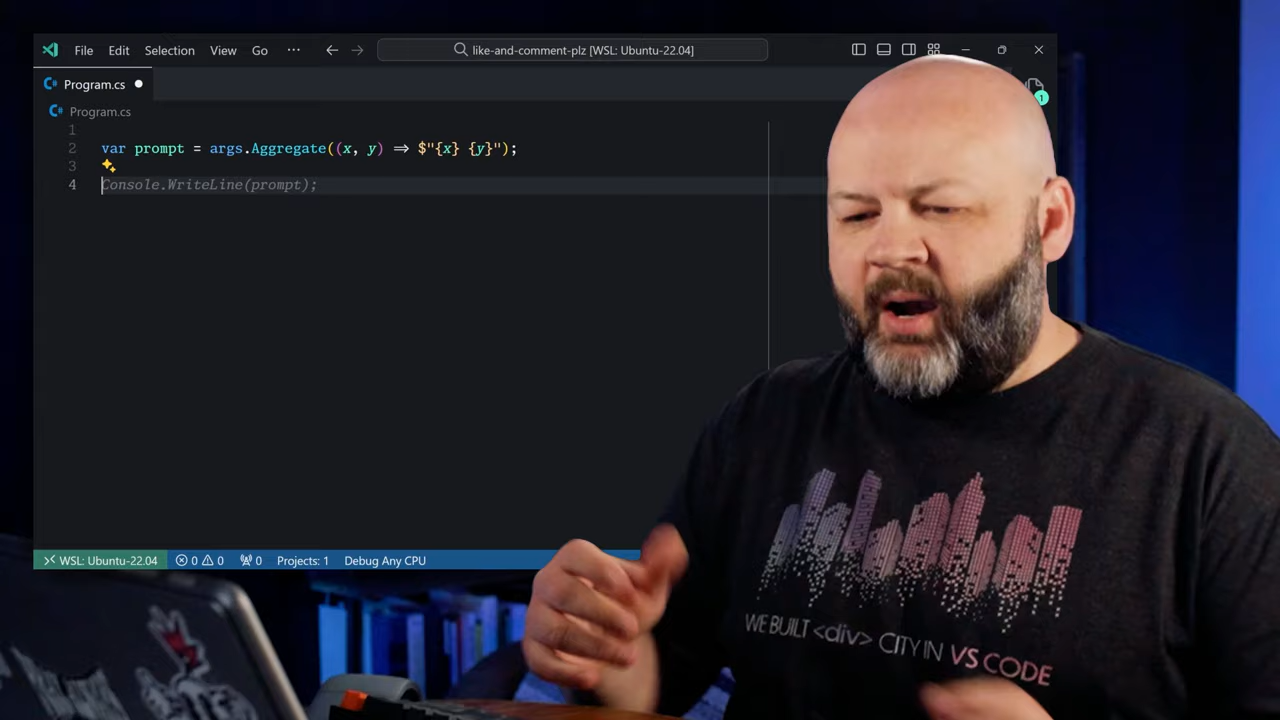 File Edit Selection View Go ··· like-and-comment-plz [WSL: Ubuntu-22.04]
Program.cs
1
Program.cs
1
2 var prompt = args.Aggregate((x, y) => $"{x} {y}");
3
4 Console.WriteLine(prompt);
WE BUILT <div> CITY IN VS CODE
WSL: Ubuntu-22.04 0 0 0 Projects: 1 Debug Any CPU